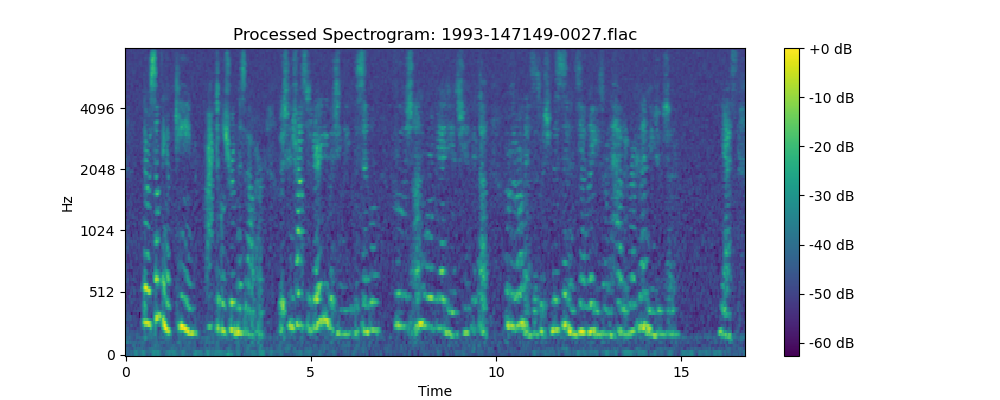 Processed Spectrogram: 1993-147149-0027.flac
+0 dB
4096
-10 dB
-20 dB
2048
-30 dB
Hz
1024
-40 dB
512
-50 dB
-60 dB
0
0 5 10 15
Time